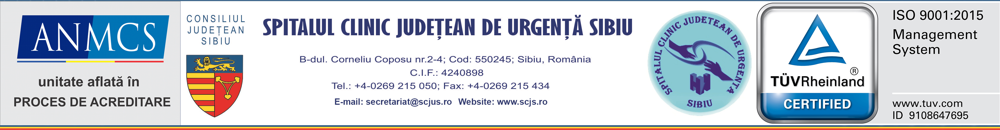 ANMCS
unitate aflată în
PROCES DE ACREDITARE
CONSILIUL
JUDEȚEAN
SIBIU
SPITALUL CLINIC JUDEȚEAN DE URGENȚĂ SIBIU
B-dul. Corneliu Coposu nr.2-4; Cod: 550245; Sibiu, România
C.I.F.: 4240898
Tel.: +4-0269 215 050; Fax: +4-0269 215 434
E-mail: secretariat@scjus.ro Website: www.scjs.ro
SPITALUL CLINIC JUDETEAN DE URGENTA
SIBIU
®
TÜVRheinland
CERTIFIED
ISO 9001:2015
Management
System
www.tuv.com
ID 9108647695